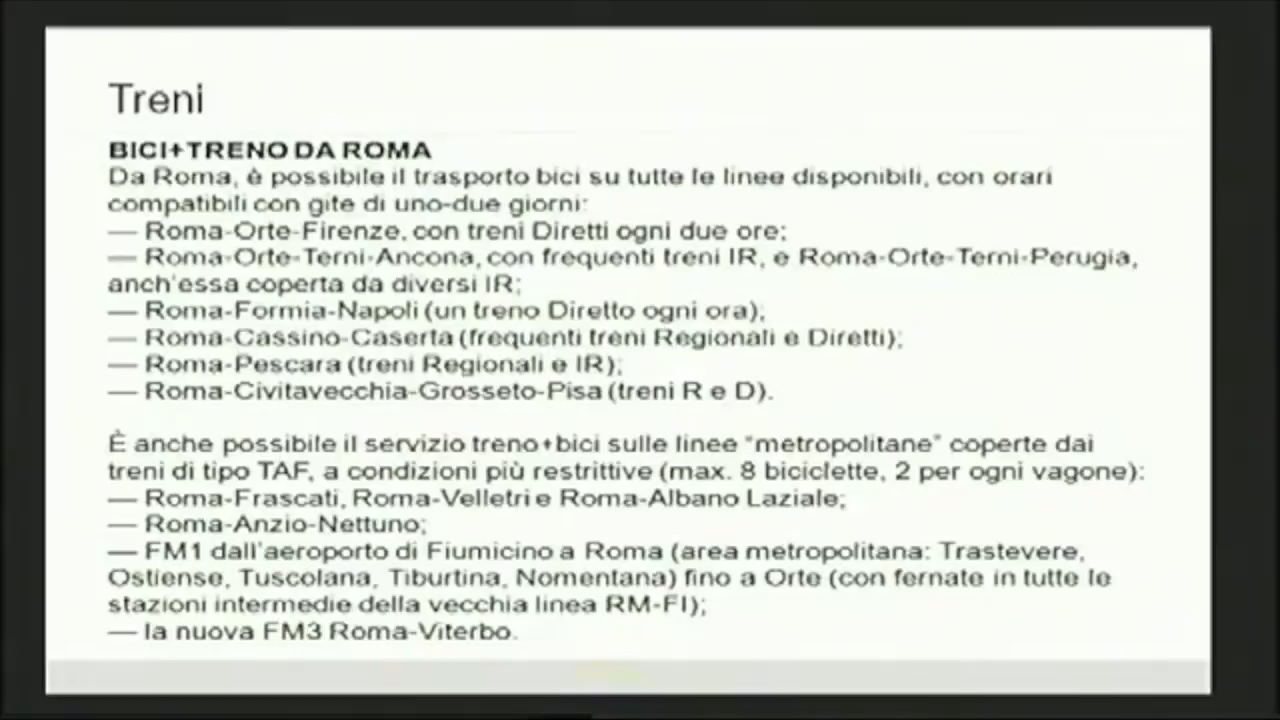 Treni
BICI+TRENO DA ROMA
Da Roma, è possibile il trasporto bici su tutte le linee disponibili, con orari
compatibili con gite di uno-due giorni:
— Roma-Orte-Firenze, con treni Diretti ogni due ore;
— Roma-Orte-Terni-Ancona, con frequenti treni IR, e Roma-Orte-Terni-Perugia,
anch'essa coperta da diversi IR;
— Roma-Formia-Napoli (un treno Diretto ogni ora);
— Roma-Cassino-Caserta (frequenti treni Regionali e Diretti);
— Roma-Pescara (treni Regionali e IR);
— Roma-Civitavecchia-Grosseto-Pisa (treni R e D).
È anche possibile il servizio treno+bici sulle linee "metropolitane" coperte dai
treni di tipo TAF, a condizioni più restrittive (max. 8 biciclette, 2 per ogni vagone):
— Roma-Frascati, Roma-Velletri e Roma-Albano Laziale;
— Roma-Anzio-Nettuno;
— FM1 dall'aeroporto di Fiumicino a Roma (area metropolitana: Trastevere,
Ostiense, Tuscolana, Tiburtina, Nomentana) fino a Orte (con fernate in tutte le
stazioni intermedie della vecchia linea RM-FI);
— la nuova FM3 Roma-Viterbo.